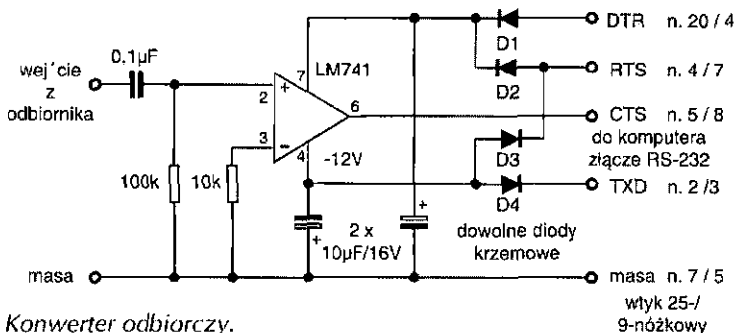 0,1µF
wej´cie
z
odbiornika
100k
10k
7
LM741
2
+
6
3
-
4
-12V
+
2 x
10µF/16V
+
D1
D2
D3
D4
dowolne diody
krzemowe
DTR n. 20 / 4
RTS n. 4 / 7
CTS n. 5 / 8
do komputera
złącze RS-232
TXD n. 2 /3
masa
masa n. 7 / 5
wtyk 25-/
9-nóżkowy
Konwerter odbiorczy.